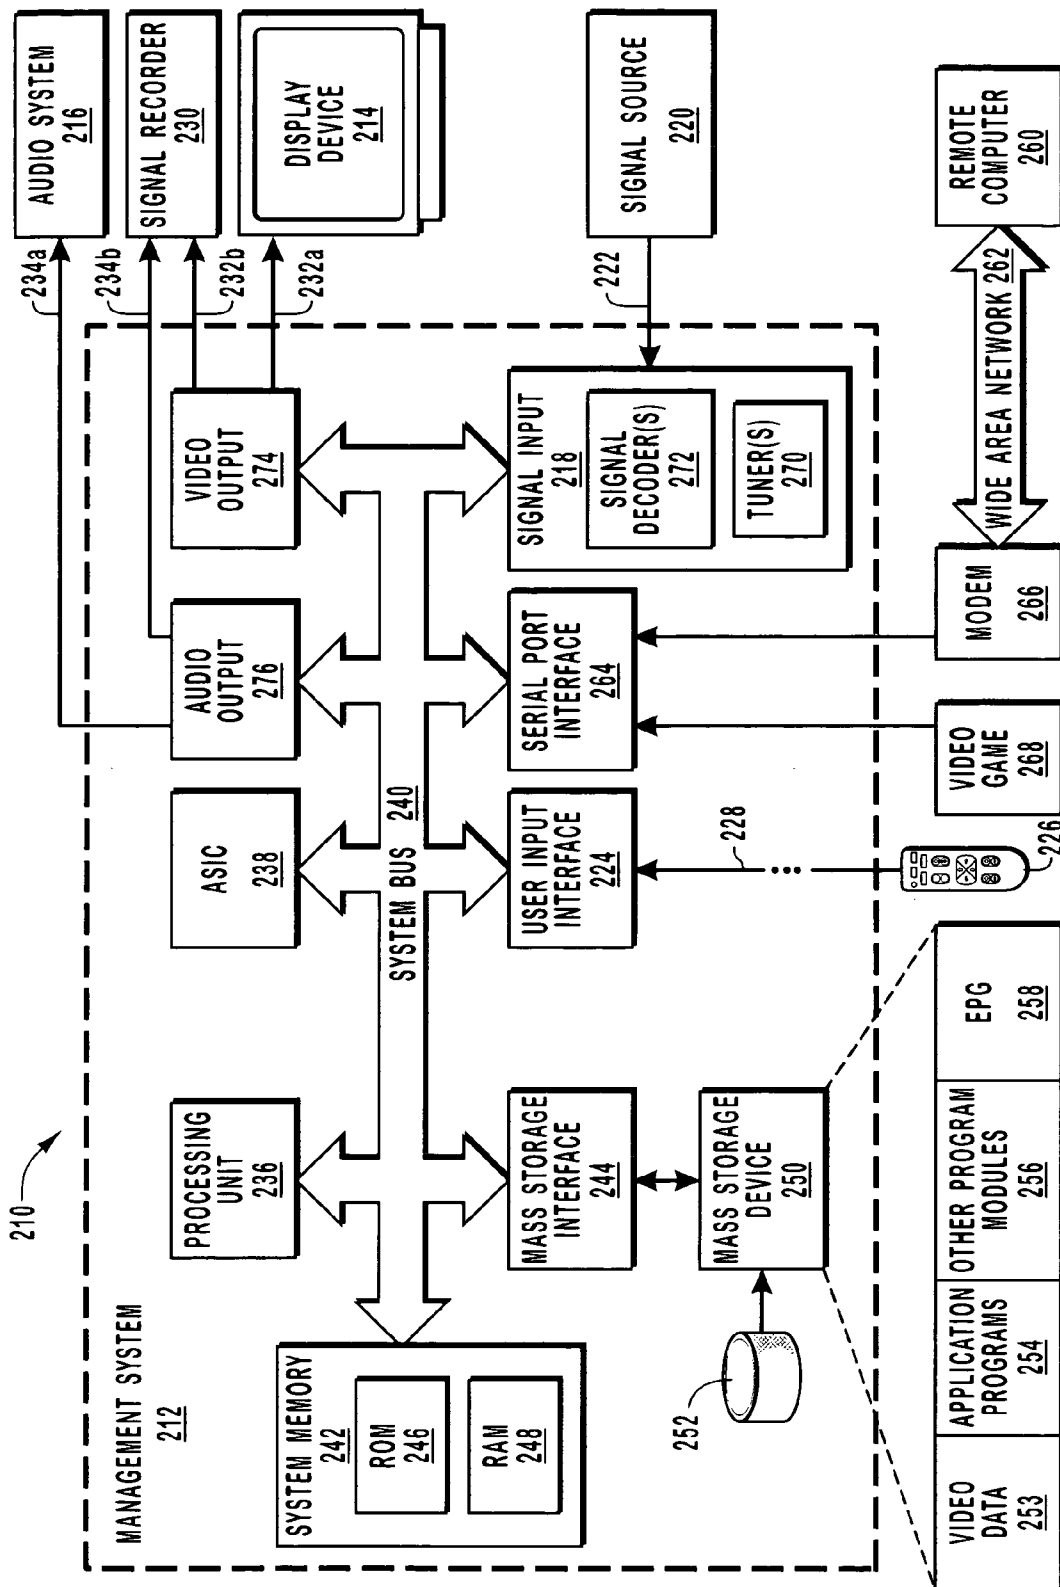 210
MANAGEMENT SYSTEM
212
SYSTEM MEMORY
242
ROM
246
RAM
248
PROCESSING
UNIT
236
ASIC
238
AUDIO
OUTPUT
276
VIDEO
OUTPUT
274
234a
234b
232b
232a
AUDIO SYSTEM
216
SIGNAL RECORDER
230
DISPLAY
DEVICE
214
SYSTEM BUS 240
MASS STORAGE
INTERFACE
244
USER INPUT
INTERFACE
224
SERIAL PORT
INTERFACE
264
SIGNAL INPUT
218
SIGNAL
DECODER(S)
272
TUNER(S)
270
222
SIGNAL SOURCE
220
252
MASS STORAGE
DEVICE
250
228
226
VIDEO
DATA
253
APPLICATION
PROGRAMS
254
OTHER PROGRAM
MODULES
256
EPG
258
VIDEO
GAME
268
MODEM
266
WIDE AREA NETWORK 262
REMOTE
COMPUTER
260